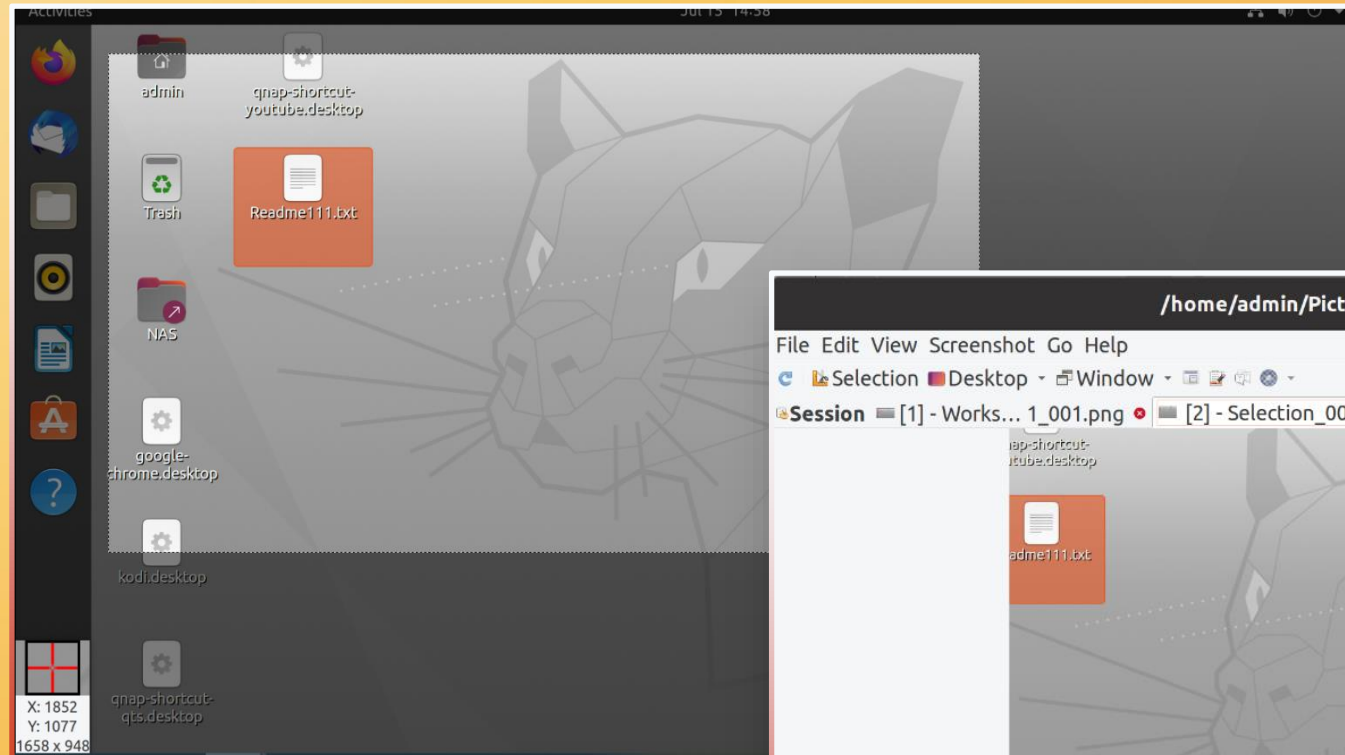 Activities
Jul 15 14:58
admin
qnap-shortcut-
youtube.desktop
Trash
Readme111.txt
NAS
google-
chrome.desktop
kodi.desktop
qnap-shortcut-
qts.desktop
X: 1852
Y: 1077
1658 x 948
/home/admin/Pict
File Edit View Screenshot Go Help
Selection Desktop Window
Session [1] - Works... 1_001.png [2] - Selection_00
ap-shortcut-
utube.desktop
adme111.txt